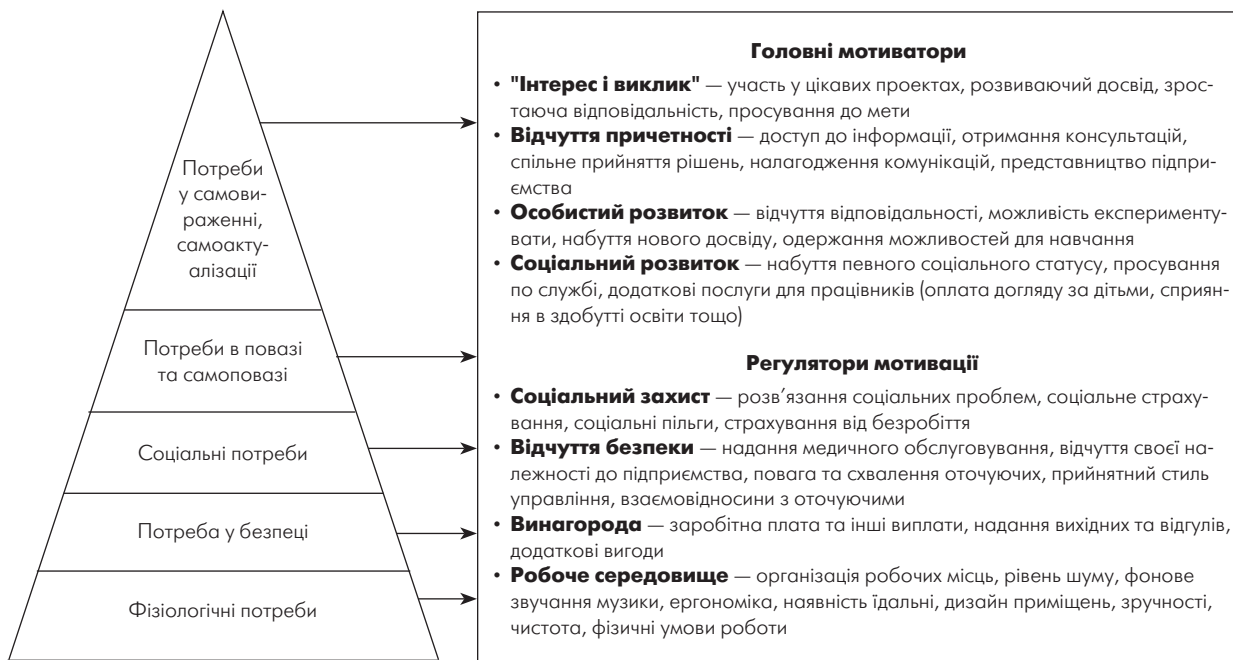 Потреби
у самови-
раженні,
самоакту-
алізації
Потреби в повазі
та самоповазі
Соціальні потреби
Потреба у безпеці
Фізіологічні потреби
Головні мотиватори
• "Інтерес і виклик" — участь у цікавих проектах, розвиваючий досвід, зрос-
таюча відповідальність, просування до мети
• Відчуття причетності — доступ до інформації, отримання консультацій,
спільне прийняття рішень, налагодження комунікацій, представництво підпри-
ємства
• Особистий розвиток — відчуття відповідальності, можливість експерименту-
вати, набуття нового досвіду, одержання можливостей для навчання
• Соціальний розвиток — набуття певного соціального статусу, просування
по службі, додаткові послуги для працівників (оплата догляду за дітьми, сприян-
ня в здобутті освіти тощо)
Регулятори мотивації
• Соціальний захист — розв’язання соціальних проблем, соціальне страху-
вання, соціальні пільги, страхування від безробіття
• Відчуття безпеки — надання медичного обслуговування, відчуття своєї на-
лежності до підприємства, повага та схвалення оточуючих, прийнятний стиль
управління, взаємовідносини з оточуючими
• Винагорода — заробітна плата та інші виплати, надання вихідних та відгулів,
додаткові вигоди
• Робоче середовище — організація робочих місць, рівень шуму, фонове
звучання музики, ергономіка, наявність їдальні, дизайн приміщень, зручності,
чистота, фізичні умови роботи